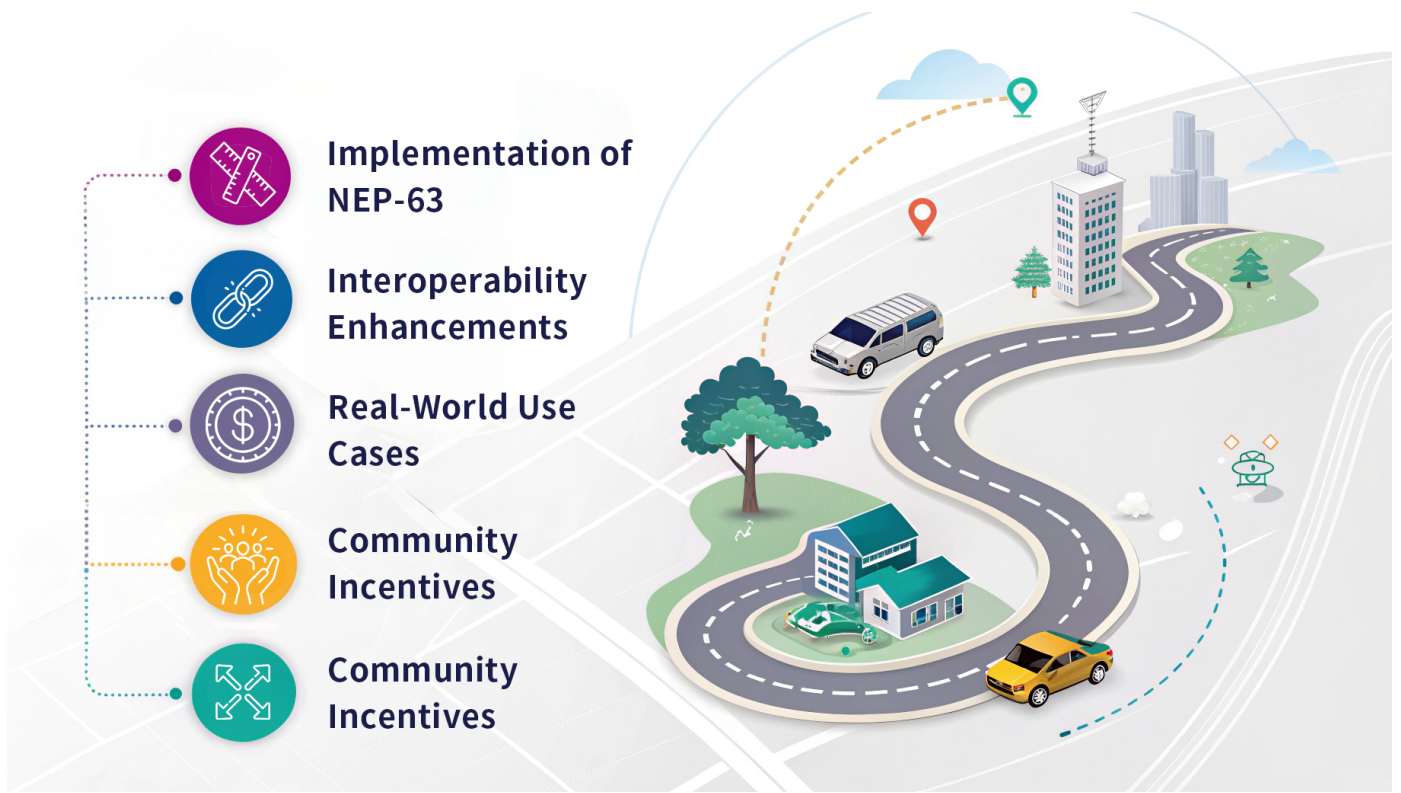 Implementation of
NEP-63
Interoperability
Enhancements
Real-World Use
Cases
Community
Incentives
Community
Incentives